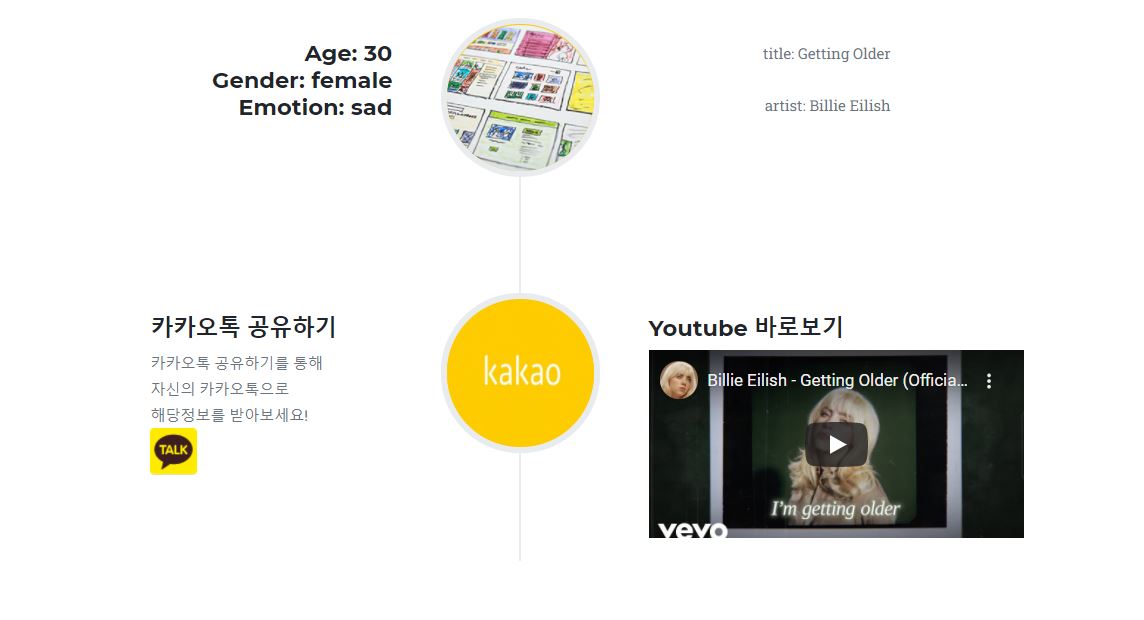 Age: 30
Gender: female
Emotion: sad
title: Getting Older
artist: Billie Eilish
카카오톡 공유하기
카카오톡 공유하기를 통해
자신의 카카오톡으로
해당정보를 받아보세요!
TALK
kakao
Youtube 바로보기
Billie Eilish - Getting Older (Officia...
I'm getting older
vevo